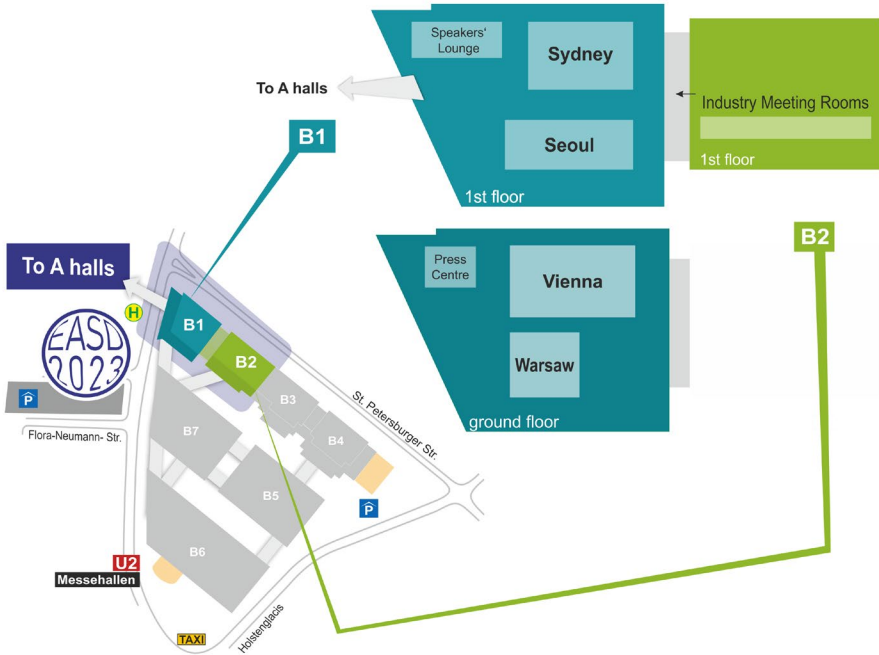 Speakers'
Lounge
Sydney
To A halls
Industry Meeting Rooms
Seoul
1st floor
1st floor
B1
B2
To A halls
Press
Centre
Vienna
Warsaw
ground floor
H
EASD
2023
B1
B2
B3
B4
St. Petersburger Str.
P
Flora-Neumann- Str.
B7
B5
P
B6
U2
Messehallen
TAXI
Holstenglacis